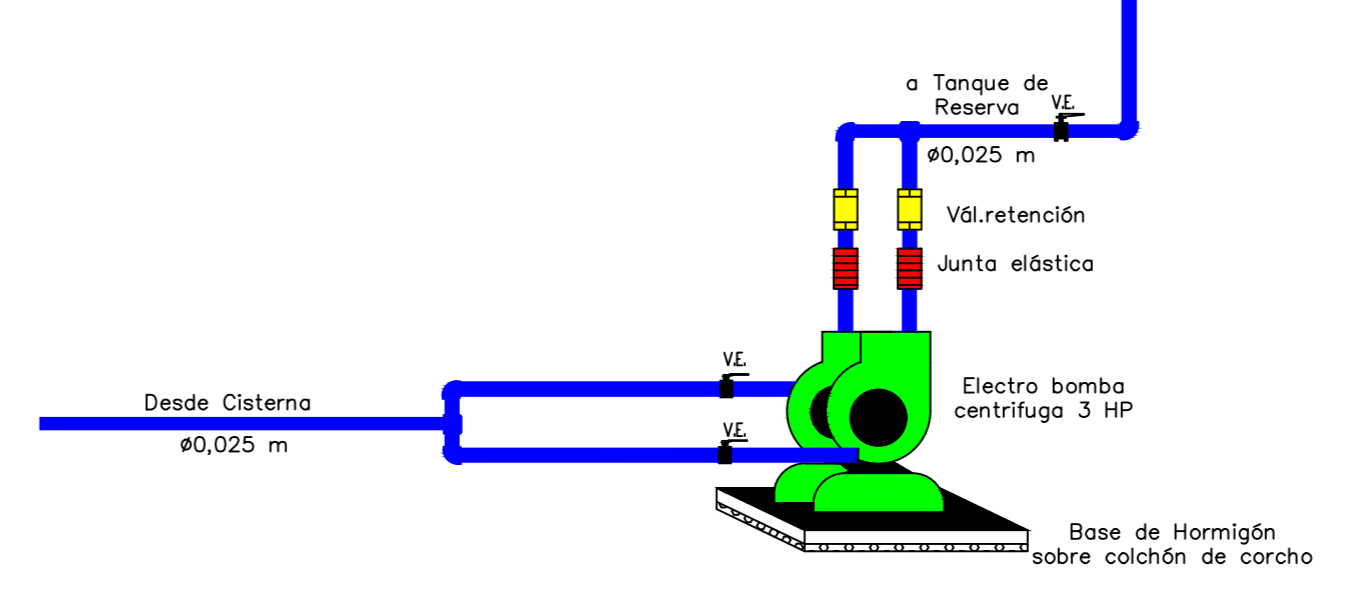 a Tanque de
Reserva
V.E.
ø0,025 m
Vál.retención
Junta elástica
V.E.
Desde Cisterna
ø0,025 m
V.E.
Electro bomba
centrifuga 3 HP
Base de Hormigón
sobre colchón de corcho